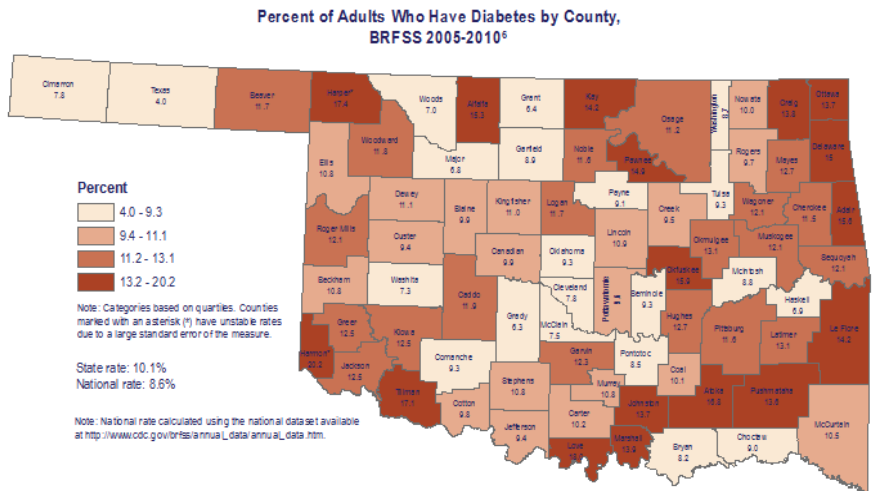 Percent of Adults Who Have Diabetes by County,
BRFSS 2005-2010⁶
Cimarron
7.8
Texas
4.0
Beaver
11.7
Harper*
17.4
Woods
7.0
Alfalfa
Grant
6.4
Kay
14.2
Osage
11.2
Washington
8.7
Nowata
10.0
Craig
13.8
Ottawa
13.7
Ellis
10.8
Woodward
11.8
Major
6.8
Garfield
8.9
Noble
11.6
Pawnee
14.9
Rogers
9.7
Mayes
12.7
Delaware
Dewey
11.1
Blaine
9.9
Kingfisher
11.0
Logan
11.7
Payne
9.1
Creek
9.5
Tulsa
9.3
Wagoner
12.1
Cherokee
11.5
Adair
Percent
4.0 - 9.3
9.4 - 11.1
11.2 - 13.1
13.2 - 20.2
Roger Mills
12.1
Custer
9.4
Canadian
9.9
Oklahoma
9.3
Lincoln
10.9
Okmulgee
13.1
Muskogee
12.1
Sequoyah
12.1
Beckham
10.8
Washita
7.3
Caddo
11.9
Cleveland
7.8
Pottawatomie
Seminole
9.3
Okfuskee
15.9
McIntosh
8.8
Haskell
6.9
Note: Categories based on quartiles. Counties
marked with an asterisk (*) have unstable rates
due to a large standard error of the measure.
Greer
12.5
Kiowa
12.5
Grady
6.3
McClain
7.5
Hughes
12.7
Pittsburg
11.6
Latimer
13.1
Le Flore
14.2
State rate: 10.1%
National rate: 8.6%
Harmon*
20.2
Jackson
12.5
Comanche
9.3
Garvin
12.3
Pontotoc
8.5
Coal
10.1
Tillman
17.1
Cotton
9.8
Stephens
10.8
Murray
10.8
Johnston
13.7
Atoka
16.8
Pushmataha
13.6
McCurtain
10.5
Note: National rate calculated using the national dataset available
at http://www.cdc.gov/brfss/annual_data/annual_data.htm.
Jefferson
9.4
Carter
10.2
Love
Marshall
13.9
Bryan
8.2
Choctaw
9.0